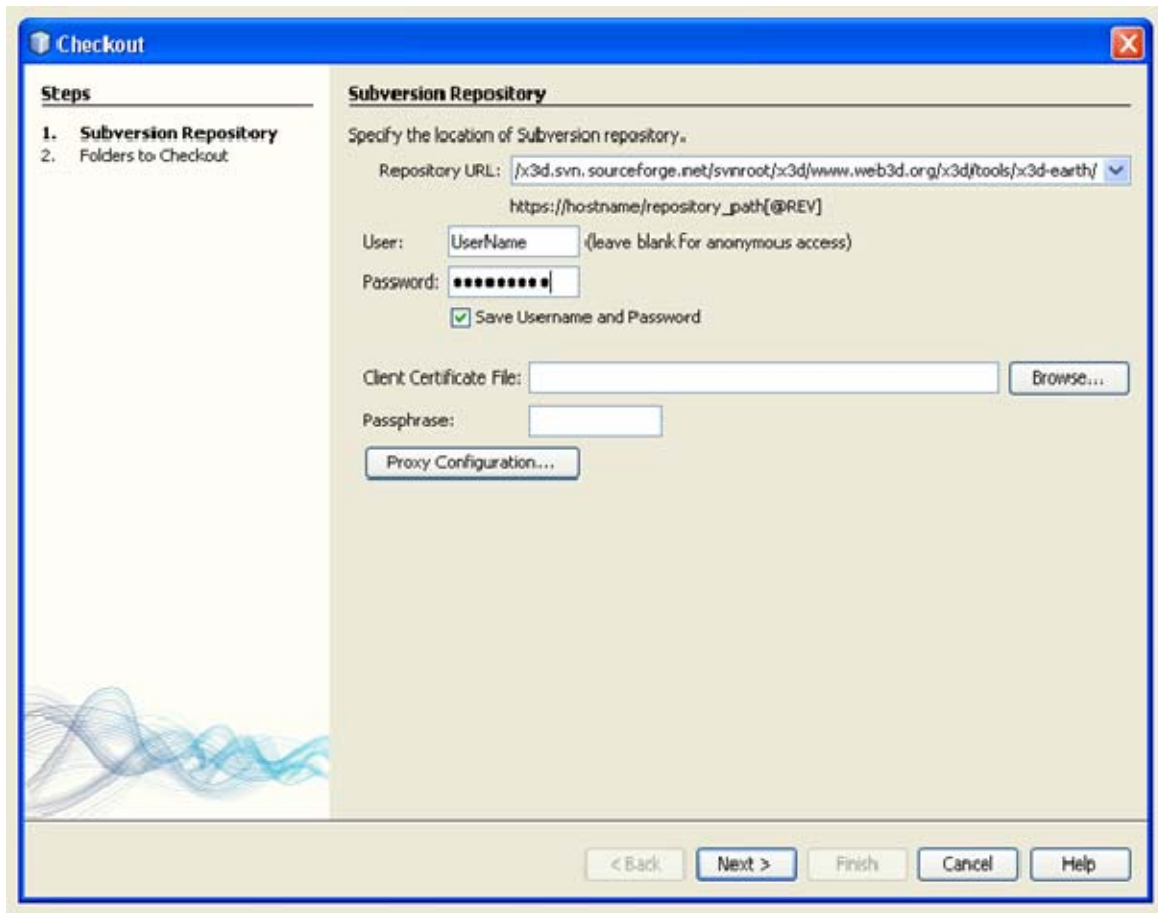 Checkout
Steps
1. Subversion Repository
2. Folders to Checkout
Subversion Repository
Specify the location of Subversion repository.
Repository URL: /x3d.svn.sourceforge.net/svnroot/x3d/www.web3d.org/x3d/tools/x3d-earth/
https://hostname/repository_path[@REV]
User: UserName (leave blank for anonymous access)
Password: •••••••••
Save Username and Password
Client Certificate File: Browse...
Passphrase:
Proxy Configuration...
< Back Next > Finish Cancel Help